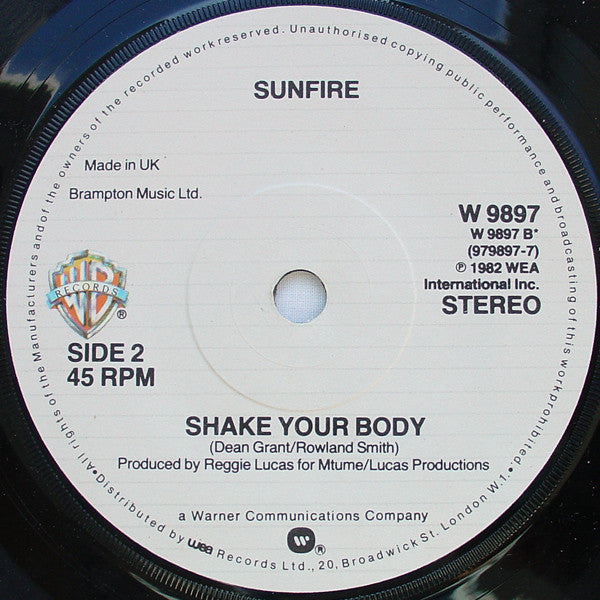 SUNFIRE
Made in UK
Brampton Music Ltd.
W 9897
W 9897 B*
(979897-7)
℗ 1982 WEA
International Inc.
STEREO
WB
RECORDS
®
SIDE 2
45 RPM
SHAKE YOUR BODY
(Dean Grant/Rowland Smith)
Produced by Reggie Lucas for Mtume/Lucas Productions
a Warner Communications Company
w®
•All rights of the Manufacturers and of the owners of the recorded work reserved. Unauthorised copying public performance and broadcasting of this work prohibited.•
Distributed by wea Records Ltd., 20, Broadwick St. London W.1.